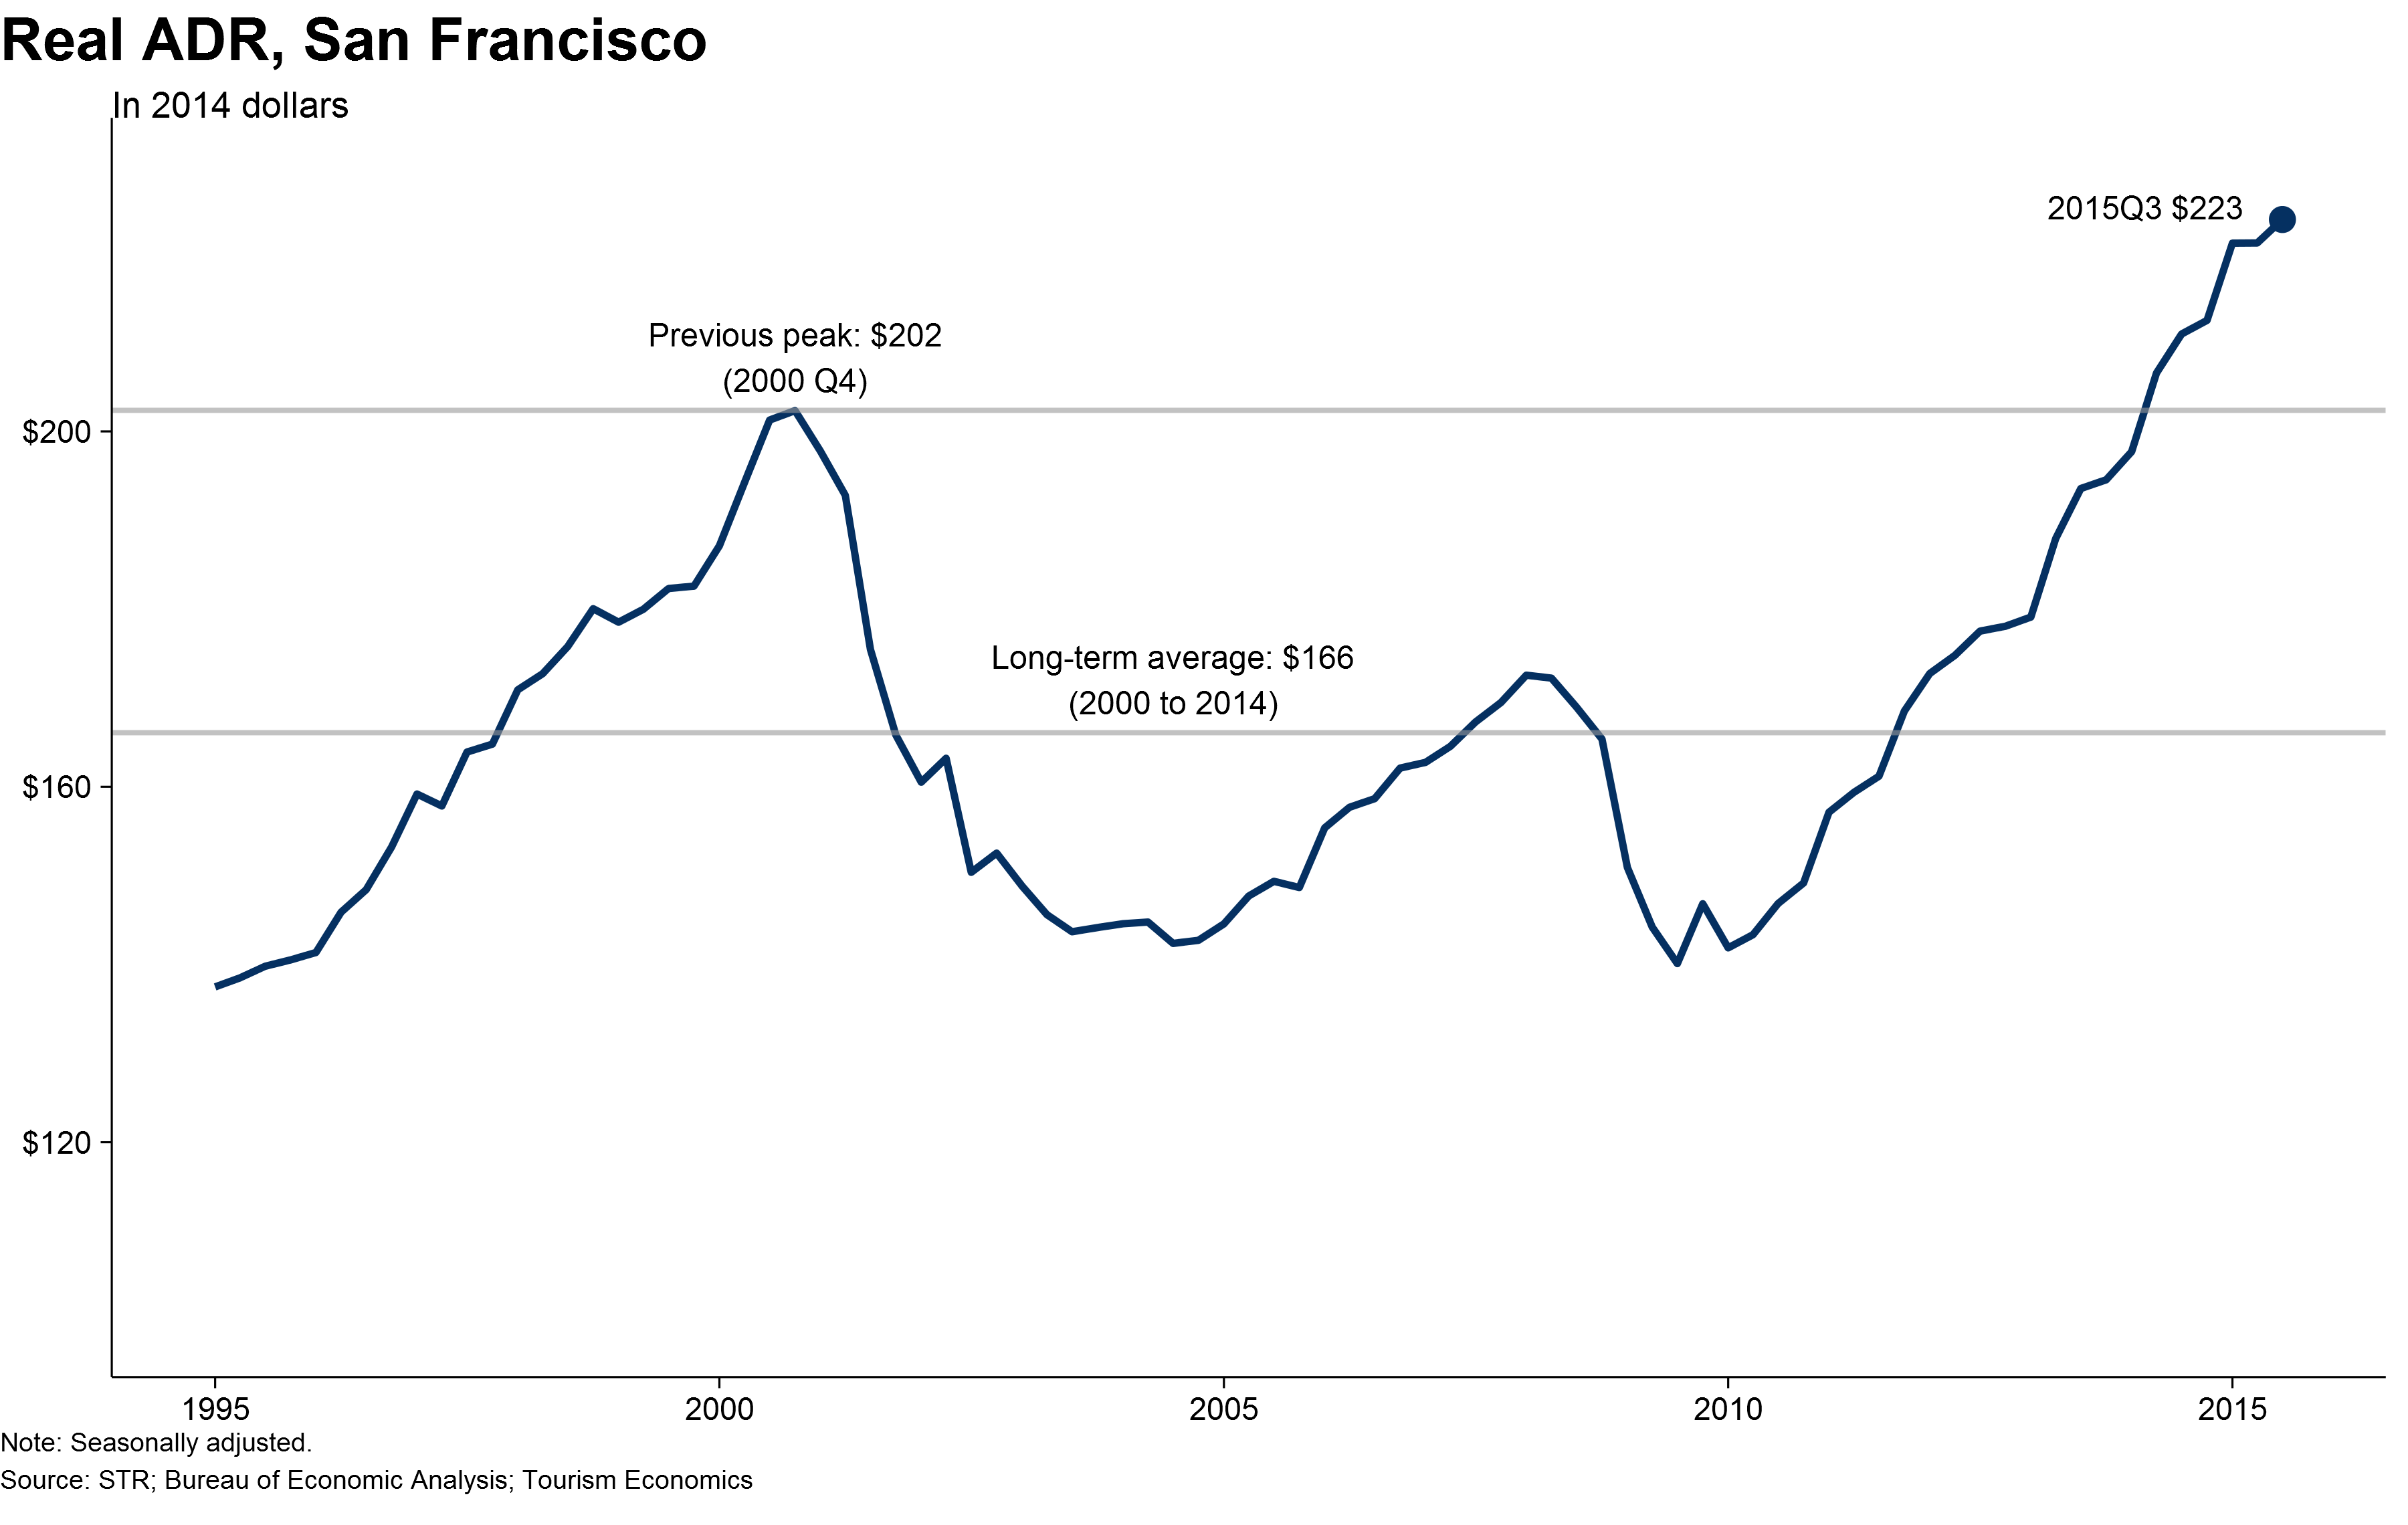 Real ADR, San Francisco
In 2014 dollars
2015Q3 $223
Previous peak: $202
(2000 Q4)
$200
Long-term average: $166
(2000 to 2014)
$160
$120
1995 2000 2005 2010 2015
Note: Seasonally adjusted.
Source: STR; Bureau of Economic Analysis; Tourism Economics